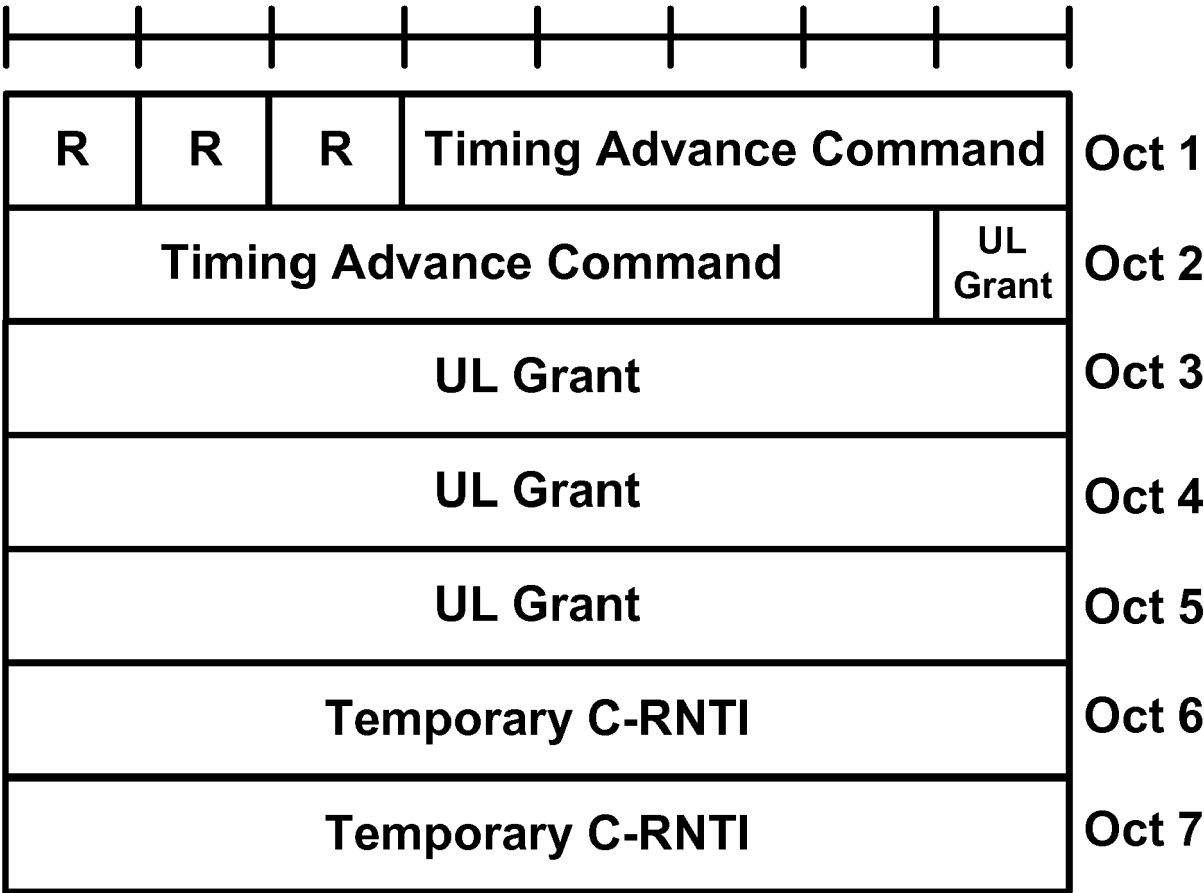 R R R Timing Advance Command Oct 1
Timing Advance Command UL Grant Oct 2
UL Grant Oct 3
UL Grant Oct 4
UL Grant Oct 5
Temporary C-RNTI Oct 6
Temporary C-RNTI Oct 7